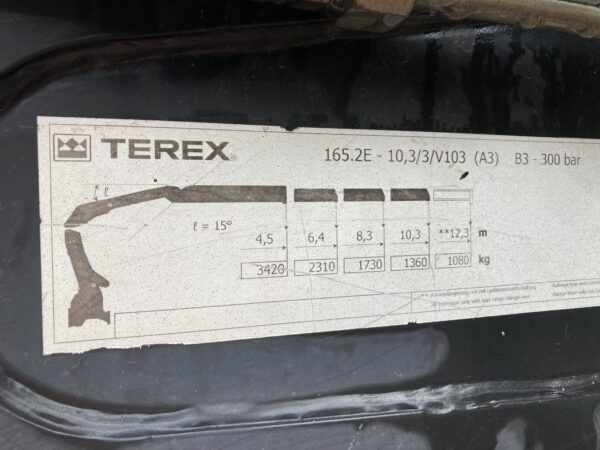 TEREX® 165.2E - 10,3/3/V103 (A3) B3 - 300 bar
ℓ
ℓ = 15° 4,5 6,4 8,3 10,3 **12,3 m
3420 2310 1730 1360 1080 kg